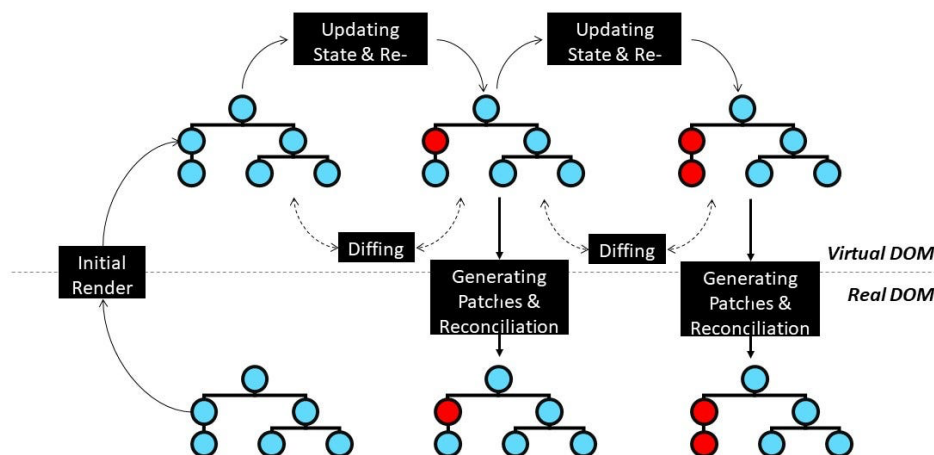 Updating
State & Re-
Updating
State & Re-
Diffing
Diffing
Initial
Render
Virtual DOM
Real DOM
Generating
Patches &
Reconciliation
Generating
Patches &
Reconciliation